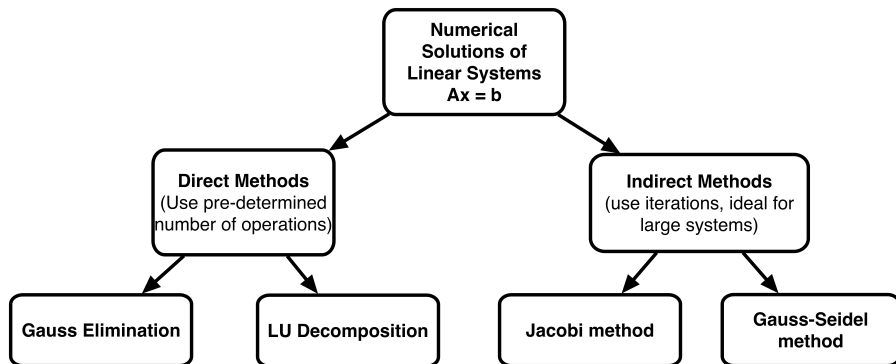 Numerical
Solutions of
Linear Systems
Ax = b
Direct Methods
(Use pre-determined
number of operations)
Indirect Methods
(use iterations, ideal for
large systems)
Gauss Elimination
LU Decomposition
Jacobi method
Gauss-Seidel
method